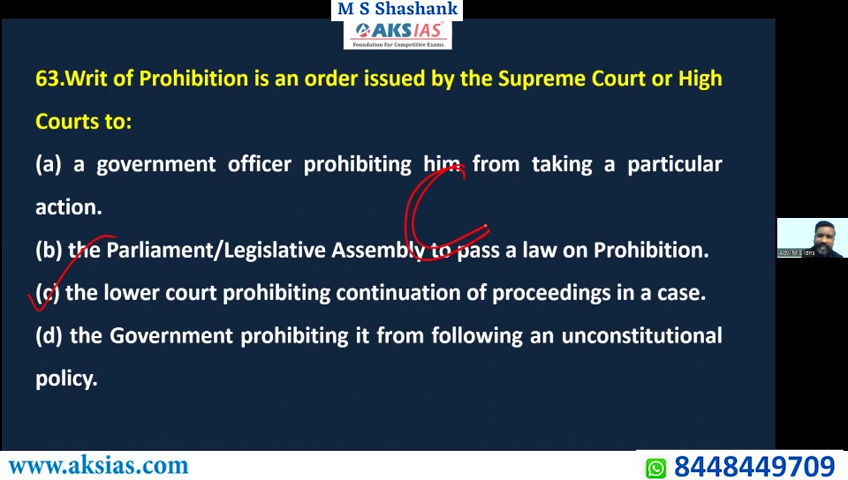 M S Shashank
AKS IAS
Foundation For Competitive Exams
63.Writ of Prohibition is an order issued by the Supreme Court or High
Courts to:
(a) a government officer prohibiting him from taking a particular
action.
(b) the Parliament/Legislative Assembly to pass a law on Prohibition.
(c) the lower court prohibiting continuation of proceedings in a case.
(d) the Government prohibiting it from following an unconstitutional
policy.
C
www.aksias.com
8448449709